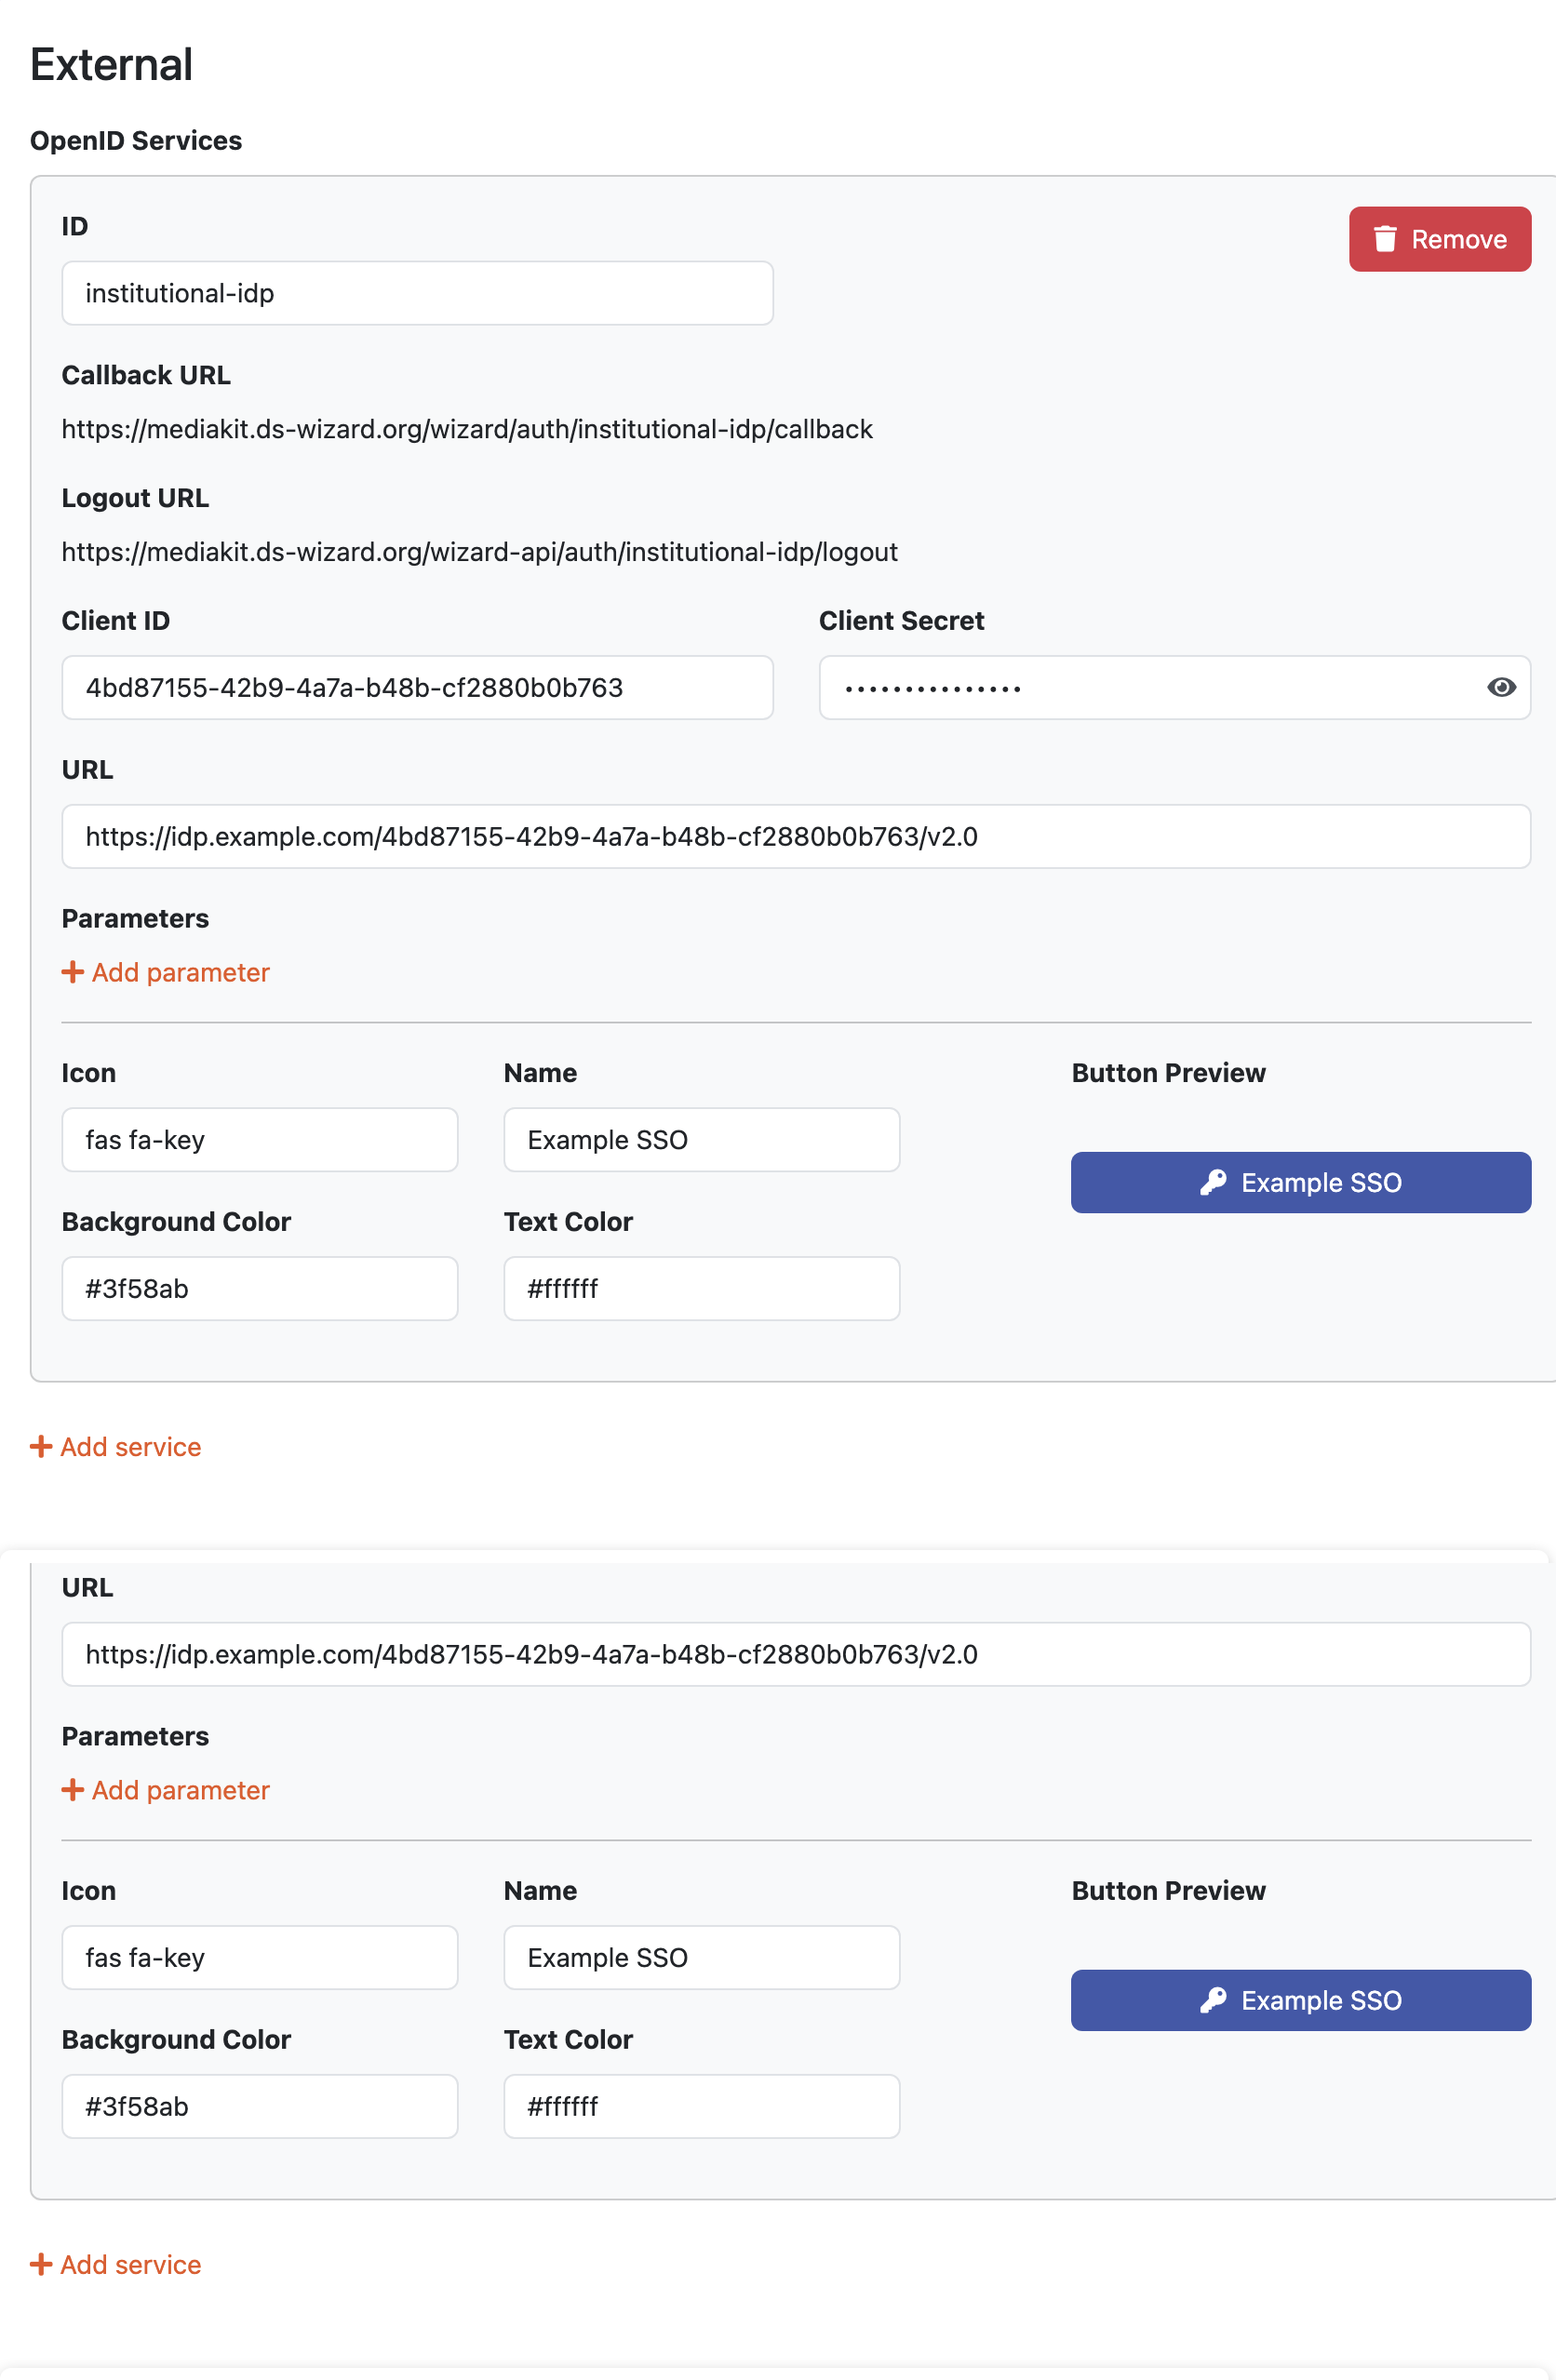 External
OpenID Services
ID
Remove
institutional-idp
Callback URL
https://mediakit.ds-wizard.org/wizard/auth/institutional-idp/callback
Logout URL
https://mediakit.ds-wizard.org/wizard-api/auth/institutional-idp/logout
Client ID Client Secret
4bd87155-42b9-4a7a-b48b-cf2880b0b763 •••••••••••••••
URL
https://idp.example.com/4bd87155-42b9-4a7a-b48b-cf2880b0b763/v2.0
Parameters
Add parameter
Icon Name Button Preview
fas fa-key Example SSO
Example SSO
Background Color Text Color
#3f58ab #ffffff
Add service
URL
https://idp.example.com/4bd87155-42b9-4a7a-b48b-cf2880b0b763/v2.0
Parameters
Add parameter
Icon Name Button Preview
fas fa-key Example SSO
Example SSO
Background Color Text Color
#3f58ab #ffffff
Add service